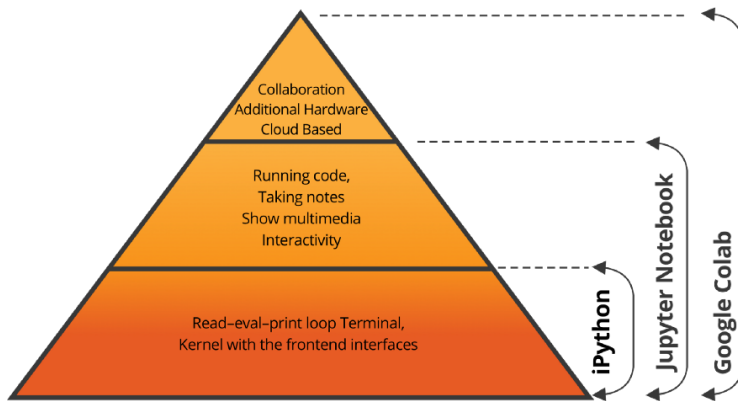 Collaboration
Additional Hardware
Cloud Based
Running code,
Taking notes
Show multimedia
Interactivity
Read–eval–print loop Terminal,
Kernel with the frontend interfaces
iPython
Jupyter Notebook
Google Colab